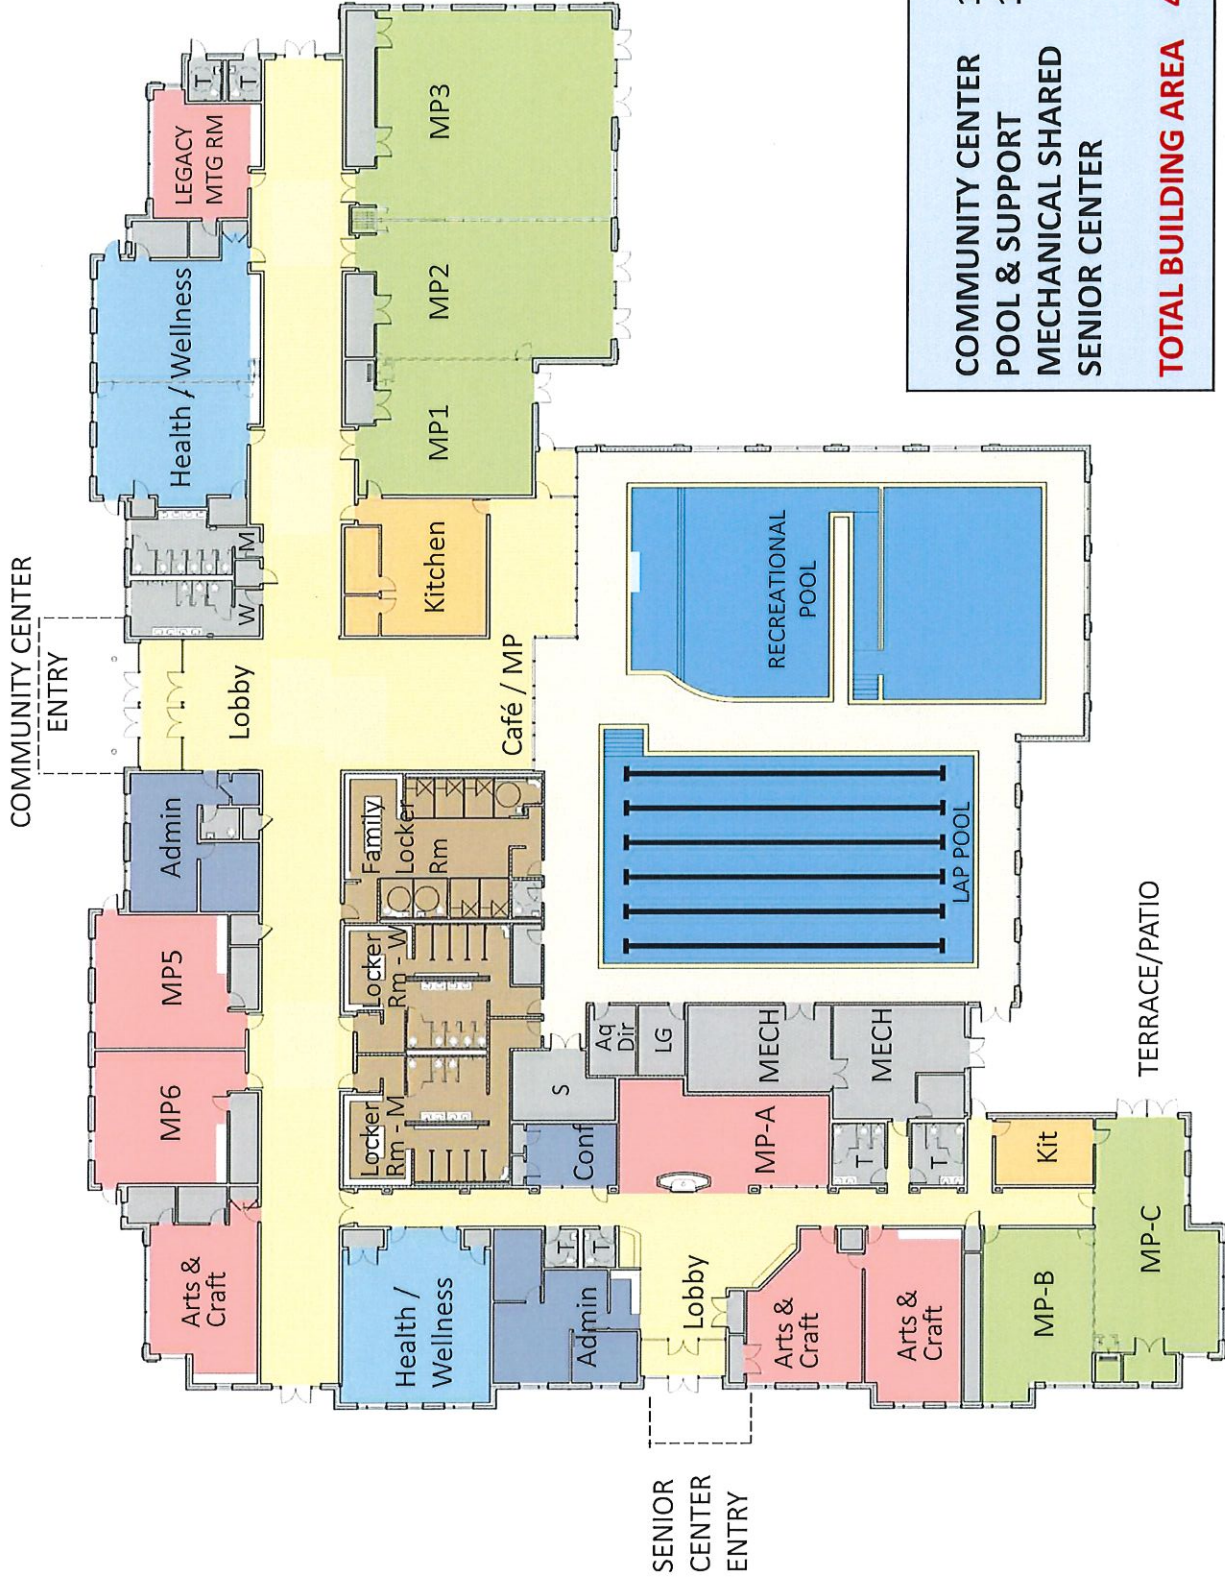 COMMUNITY CENTER
ENTRY
LEGACY
MTG RM
T
T
Health / Wellness
M
W
Lobby
Admin
MP5
MP6
Arts &
Craft
MP3
MP2
MP1
Kitchen
Café / MP
Family
Locker
Rm
Locker
Rm - W
Locker
Rm - M
Health /
Wellness
RECREATIONAL
POOL
LAP POOL
Aq
Dir
LG
S
MECH
MECH
Conf
MP-A
T
T
T
T
Admin
Lobby
Arts &
Craft
Arts &
Craft
Kit
MP-B
MP-C
TERRACE/PATIO
SENIOR
CENTER
ENTRY
COMMUNITY CENTER
POOL & SUPPORT
MECHANICAL SHARED
SENIOR CENTER
TOTAL BUILDING AREA